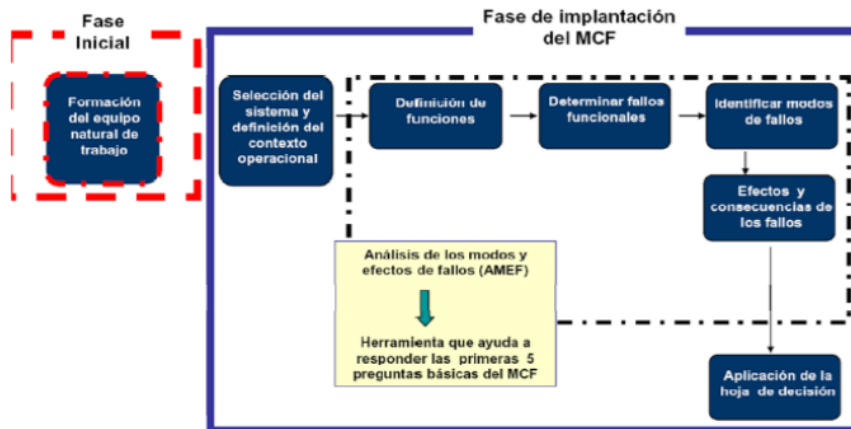 Fase
Inicial
Fase de implantación
del MCF
Formación
del equipo
natural de
trabajo
Selección del
sistema y
definición del
contexto
operacional
Definición de
funciones
Determinar fallos
funcionales
Identificar modos
de fallos
Efectos y
consecuencias de
los fallos
Análisis de los modos y
efectos de fallos (AMEF)
Herramienta que ayuda a
responder las primeras 5
preguntas básicas del MCF
Aplicación de la
hoja de decisión